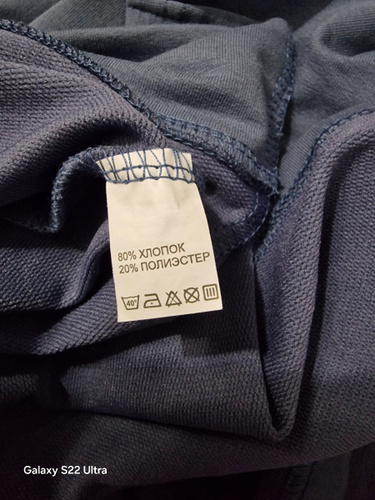 80% ХЛОПОК
20% ПОЛИЭСТЕР
40°
Galaxy S22 Ultra